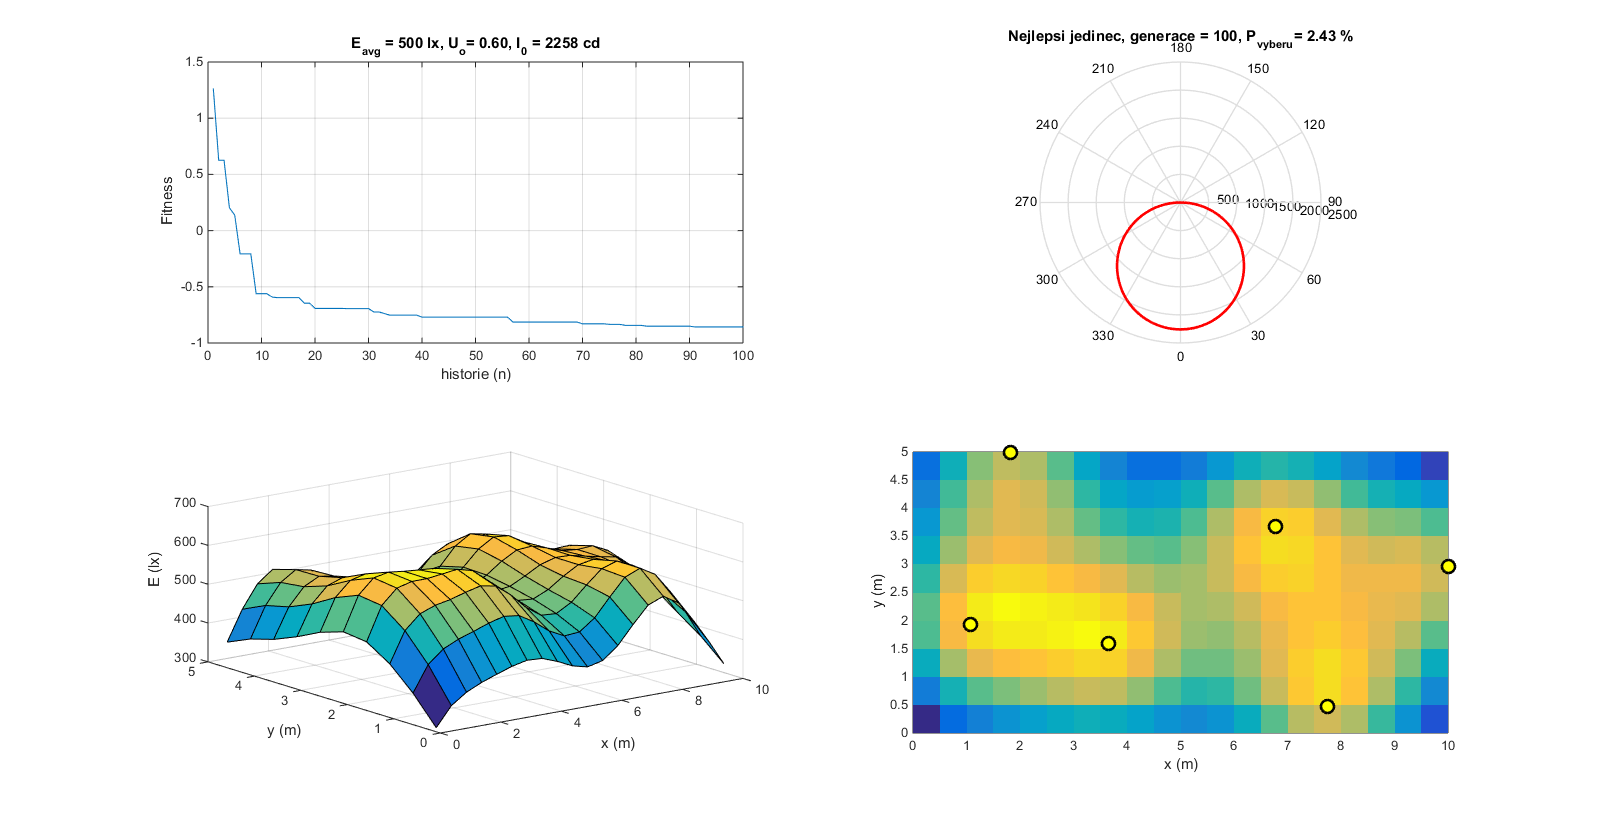 E_avg = 500 lx, U_o= 0.60, I_0 = 2258 cd
1.5
1
0.5
0
-0.5
-1
Fitness
0 10 20 30 40 50 60 70 80 90 100
historie (n)
Nejlepsi jedinec, generace = 100, P_vyberu= 2.43 %
180
210 150
240 120
270 500 1000 1500 2000 2500 90
300 60
330 30
0
700
600
500
400
300
E (lx)
5 4 3 2 1 0
y (m)
0 2 4 6 8 10
x (m)
5
4.5
4
3.5
3
2.5
2
1.5
1
0.5
0
y (m)
0 1 2 3 4 5 6 7 8 9 10
x (m)